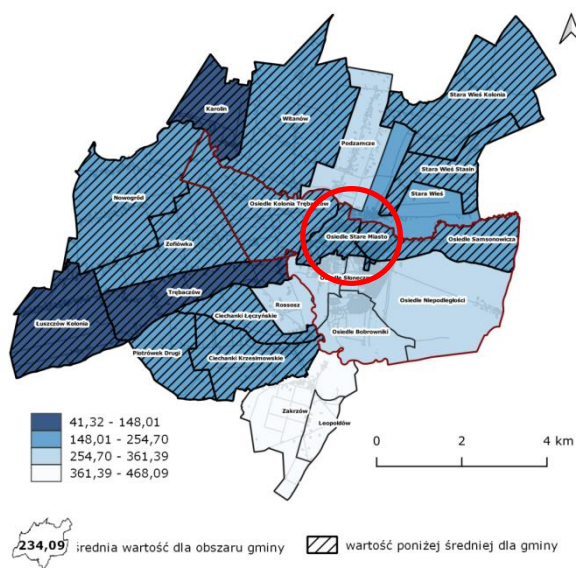 Karolin
Witanów
Stara Wieś Kolonia
Podzamcze
Stara Wieś Stasin
Stara Wieś
Nowogród
Osiedle Kolonia Trębaczów
Osiedle Stare Miasto
Osiedle Samsonowicza
Zofiówka
Osiedle Słoneczne
Trębaczów
Rossosz
Osiedle Niepodległości
Ciechanki Łęczyńskie
Luszczów Kolonia
Osiedle Bobrowniki
Piotrówek Drugi
Ciechanki Krzesimowskie
Zakrzów
Leopoldów
41,32 - 148,01
148,01 - 254,70
254,70 - 361,39
361,39 - 468,09
0 2 4 km
234,09 średnia wartość dla obszaru gminy
wartość poniżej średniej dla gminy